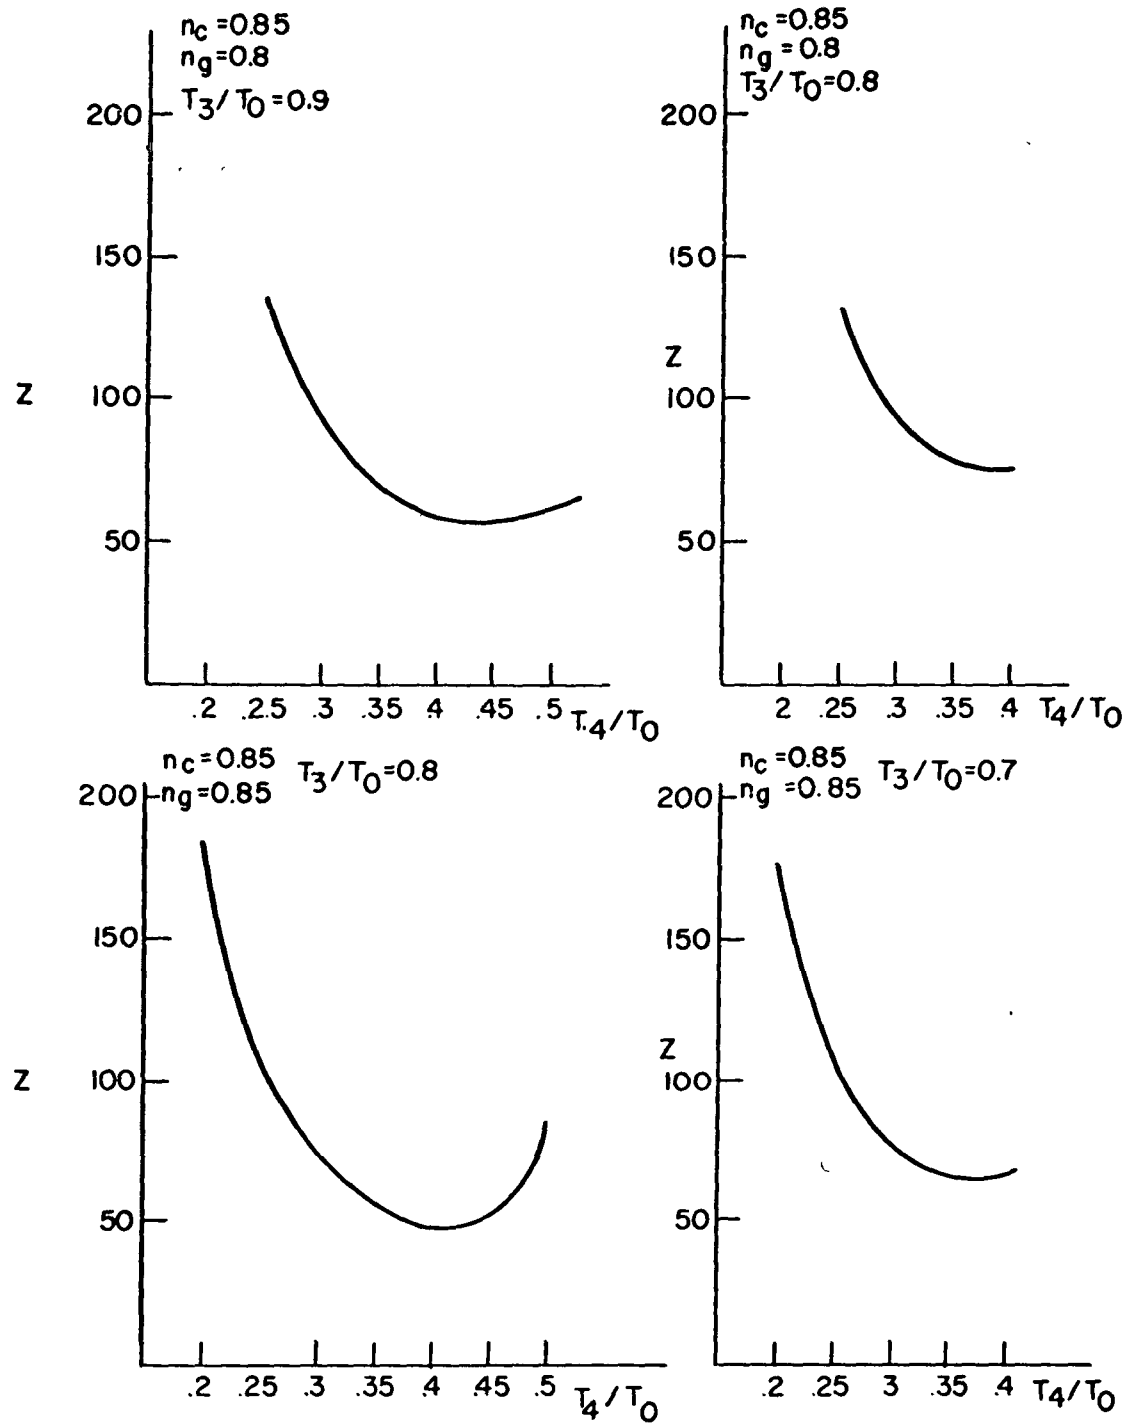 n_c=0.85
n_g=0.8
T_3/T_0=0.9
200
150
Z
100
50
.2 .25 .3 .35 .4 .45 .5 T.4/T_0
n_c=0.85
n_g=0.8
T_3/T_0=0.8
200
150
Z
100
50
2 .25 .3 .35 .4 T_4/T_0
n_c=0.85 T_3/T_0=0.8
n_g=0.85
200
150
Z
100
50
.2 .25 .3 .35 .4 .45 .5 T_4/T_0
n_c=0.85 T_3/T_0=0.7
n_g=0.85
200
150
Z
100
50
.2 .25 .3 .35 .4 T_4/T_0